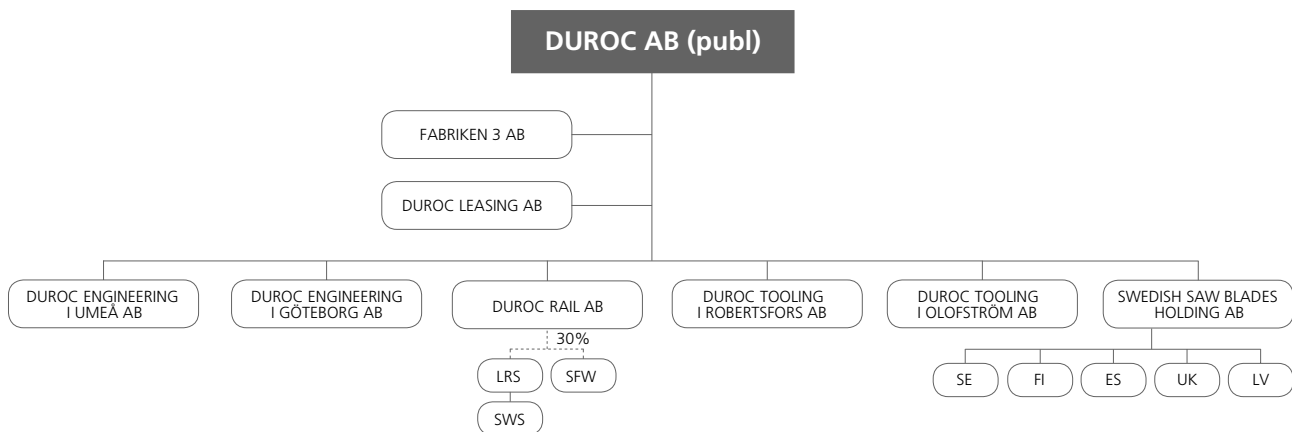 DUROC AB (publ)
FABRIKEN 3 AB
DUROC LEASING AB
DUROC ENGINEERING
I UMEÅ AB
DUROC ENGINEERING
I GÖTEBORG AB
DUROC RAIL AB
DUROC TOOLING
I ROBERTSFORS AB
DUROC TOOLING
I OLOFSTRÖM AB
SWEDISH SAW BLADES
HOLDING AB
30%
LRS
SFW
SWS
SE
FI
ES
UK
LV